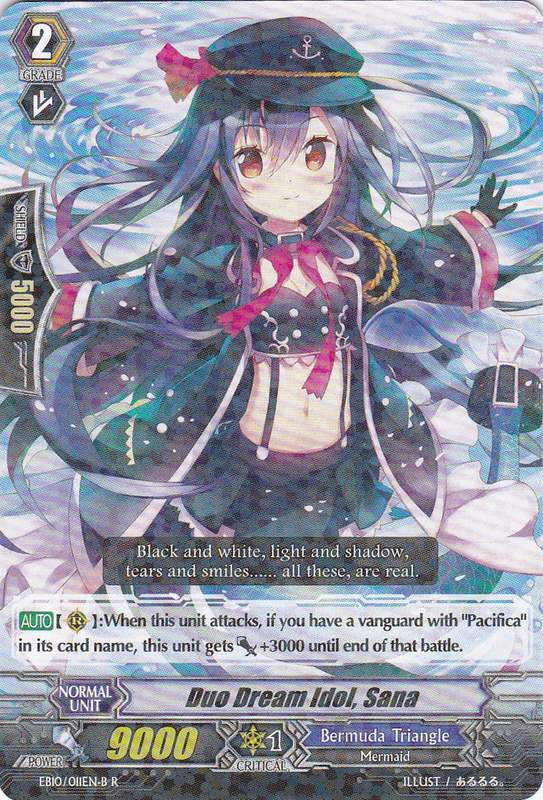 2
GRADE
SHIELD
5000
Black and white, light and shadow,
tears and smiles...... all these, are real.
AUTO [ R ]:When this unit attacks, if you have a vanguard with "Pacifica"
in its card name, this unit gets +3000 until end of that battle.
NORMAL
UNIT
Duo Dream Idol, Sana
POWER
9000
1
CRITICAL
Bermuda Triangle
Mermaid
EB10/011EN-B R
ILLUST / あるるる。